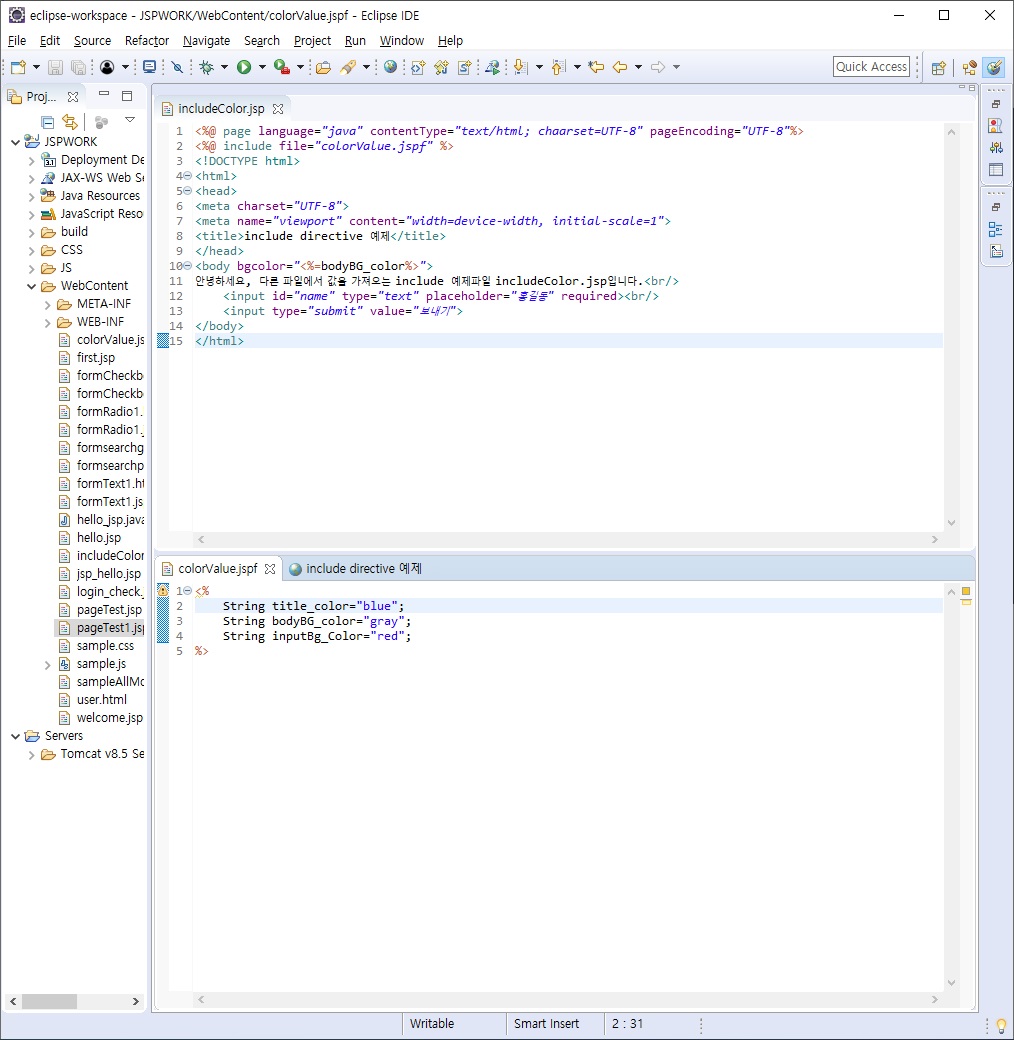 eclipse-workspace - JSPWORK/WebContent/colorValue.jspf - Eclipse IDE
File Edit Source Refactor Navigate Search Project Run Window Help
Quick Access
Proj...
JSPWORK
Deployment De
JAX-WS Web Se
Java Resources
JavaScript Reso
build
CSS
JS
WebContent
META-INF
WEB-INF
colorValue.js
first.jsp
formCheckb
formCheckb
formRadio1.
formRadio1.
formsearchg
formsearchp
formText1.ht
formText1.js
hello_jsp.java
hello.jsp
includeColor
jsp_hello.jsp
login_check.
pageTest.jsp
pageTest1.jsp
sample.css
sample.js
sampleAllMo
user.html
welcome.jsp
Servers
Tomcat v8.5 Se
includeColor.jsp
1 <%@ page language="java" contentType="text/html; chaarset=UTF-8" pageEncoding="UTF-8"%>
2 <%@ include file="colorValue.jspf" %>
3 <!DOCTYPE html>
4 <html>
5 <head>
6 <meta charset="UTF-8">
7 <meta name="viewport" content="width=device-width, initial-scale=1">
8 <title>include directive 예제</title>
9 </head>
10 <body bgcolor="<%=bodyBG_color%>">
11 안녕하세요, 다른 파일에서 값을 가져오는 include 예제파일 includeColor.jsp입니다.<br/>
12     <input id="name" type="text" placeholder="홍길동" required><br/>
13     <input type="submit" value="보내기">
14 </body>
15 </html>
colorValue.jspf include directive 예제
1 <%
2     String title_color="blue";
3     String bodyBG_color="gray";
4     String inputBg_Color="red";
5 %>
Writable Smart Insert 2 : 31